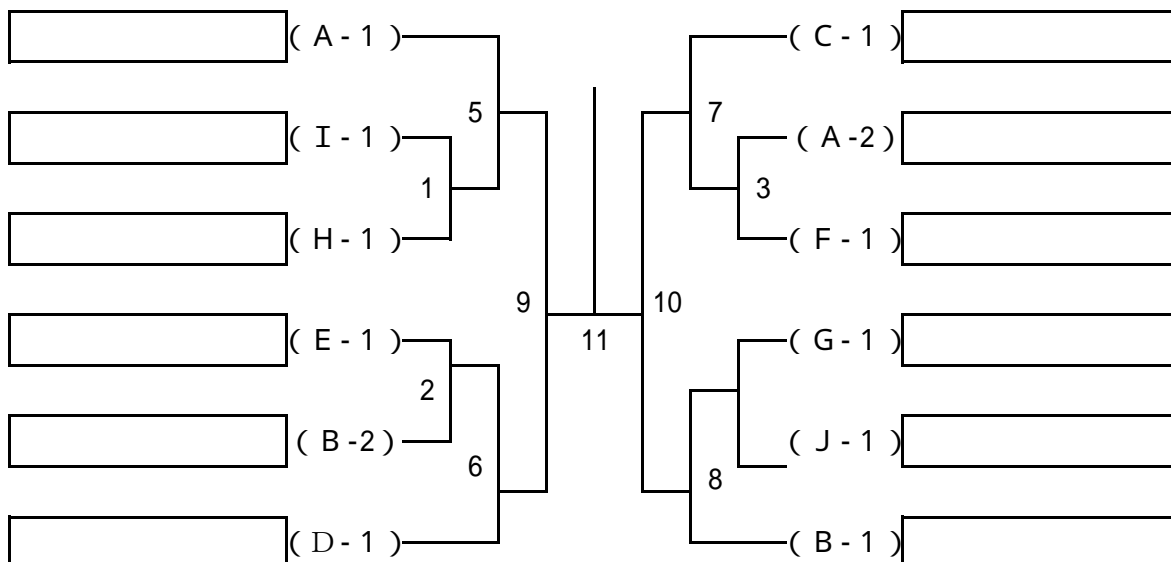 ( A - 1 )
( C - 1 )
5
7
( I - 1 )
( A -2 )
1
3
( H - 1 )
( F - 1 )
9
10
( E - 1 )
11
( G - 1 )
2
( B -2 )
( J - 1 )
6
8
( D - 1 )
( B - 1 )